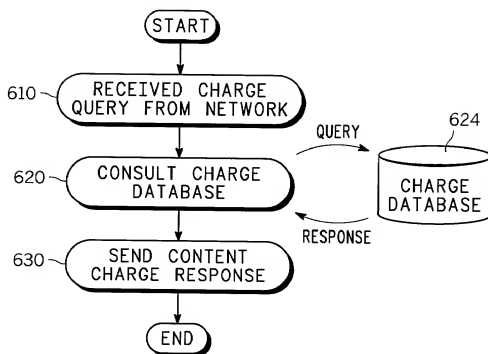 START
610
RECEIVED CHARGE
QUERY FROM NETWORK
QUERY
624
620
CONSULT CHARGE
DATABASE
CHARGE
DATABASE
RESPONSE
630
SEND CONTENT
CHARGE RESPONSE
END